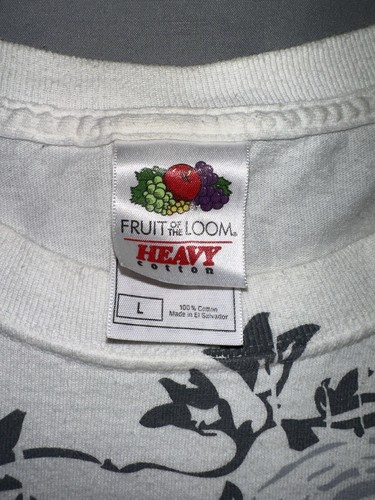 FRUIT OF THE LOOM®
HEAVY
cotton
L
100% Cotton
Made in El Salvador